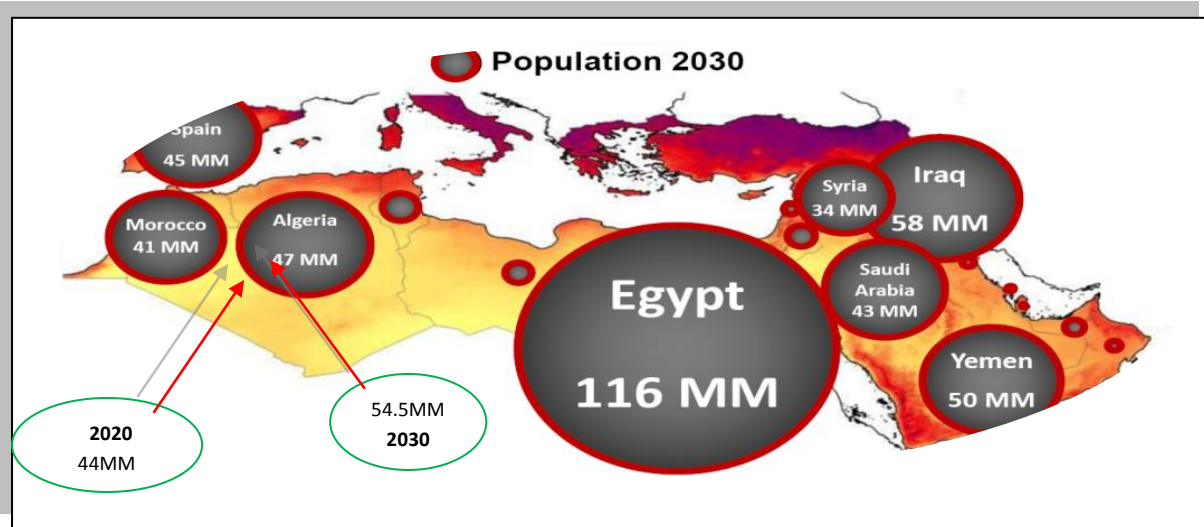 Population 2030
Spain
45 MM
Morocco
41 MM
Algeria
47 MM
Egypt
116 MM
Syria
34 MM
Iraq
58 MM
Saudi
Arabia
43 MM
Yemen
50 MM
2020
44MM
54.5MM
2030